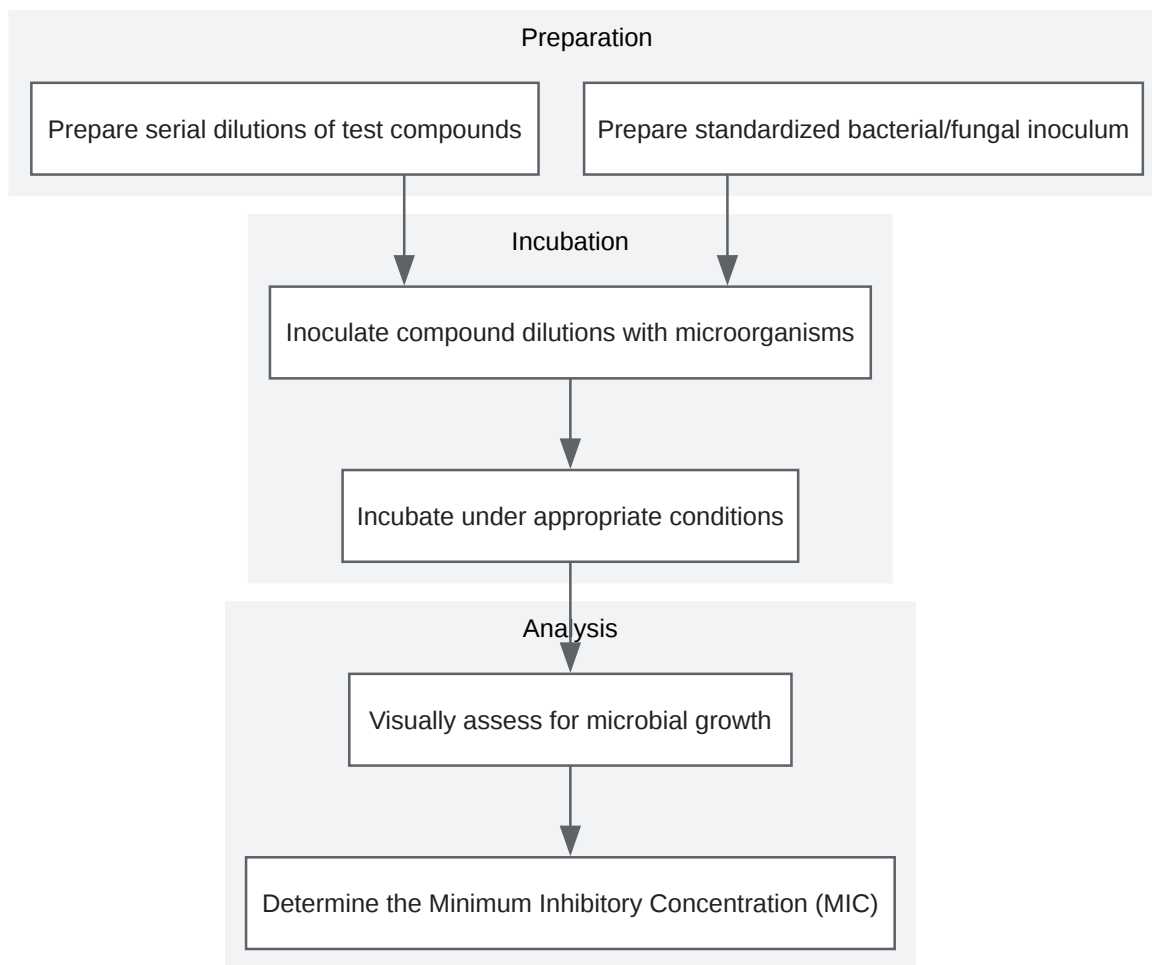 Preparation
Prepare serial dilutions of test compounds
Prepare standardized bacterial/fungal inoculum
Incubation
Inoculate compound dilutions with microorganisms
Incubate under appropriate conditions
Analysis
Visually assess for microbial growth
Determine the Minimum Inhibitory Concentration (MIC)